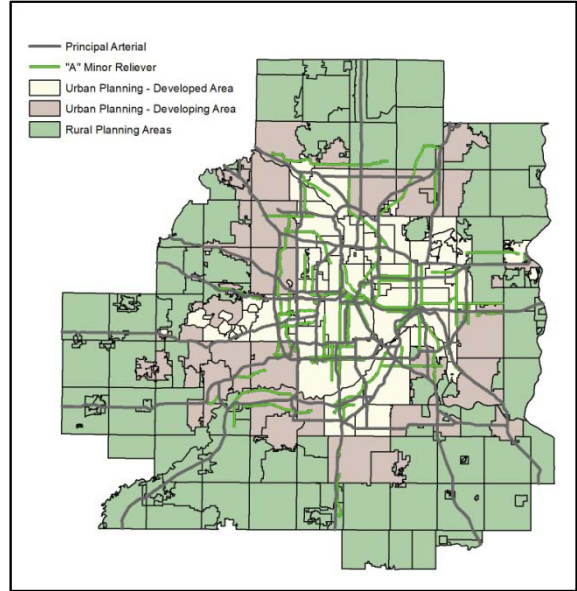 Principal Arterial
"A" Minor Reliever
Urban Planning - Developed Area
Urban Planning - Developing Area
Rural Planning Areas